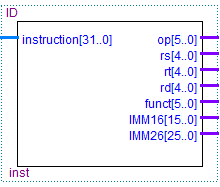 ID
instruction[31..0] op[5..0]
rs[4..0]
rt[4..0]
rd[4..0]
funct[5..0]
IMM16[15..0]
IMM26[25..0]
inst